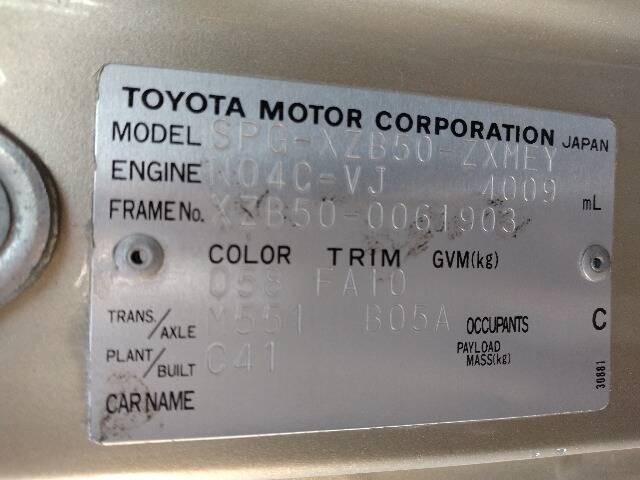 TOYOTA MOTOR CORPORATION JAPAN
MODEL SPG-XZB50-ZXMEY
ENGINE N04C-VJ 4009 mL
FRAME No. XZB50-0061903
COLOR TRIM GVM(kg)
058 FA10
TRANS./AXLE M551 B05A OCCUPANTS C
PLANT/BUILT C41 PAYLOAD MASS(kg)
CAR NAME
30881